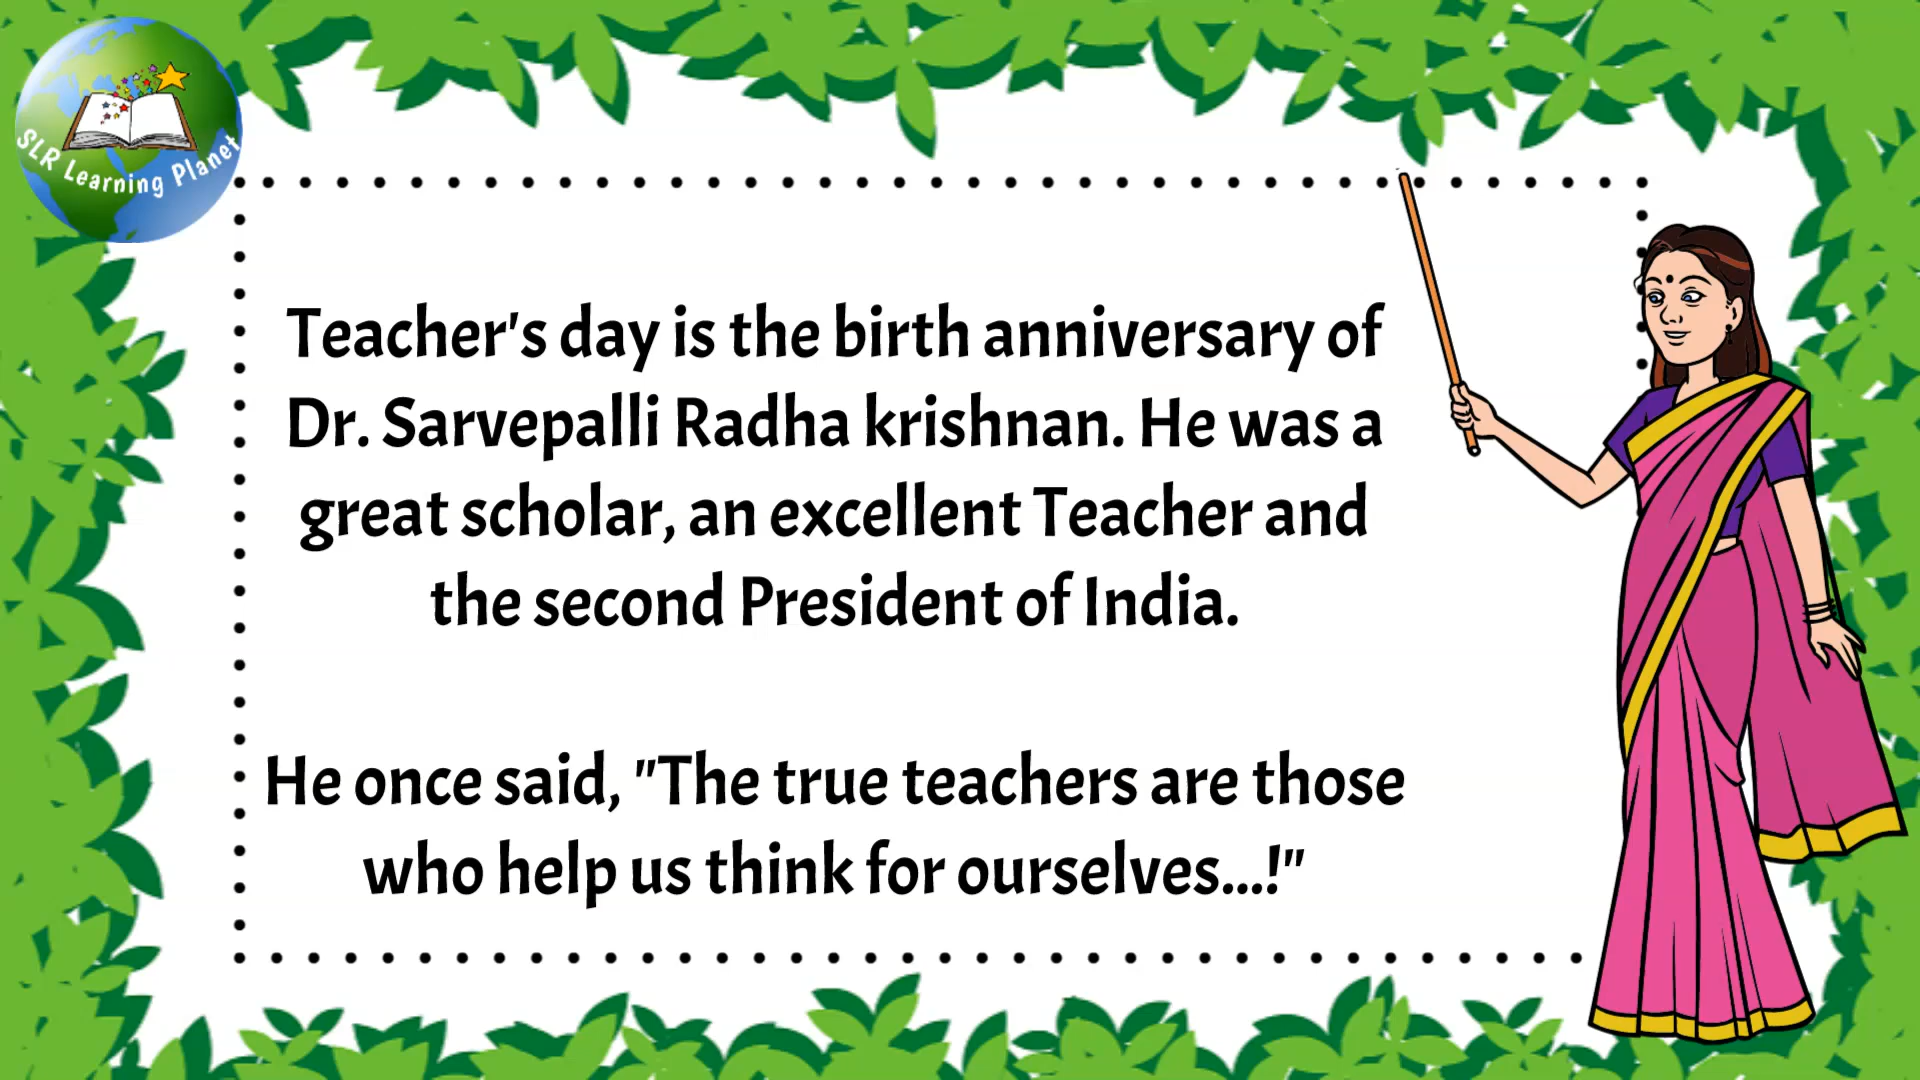 SLR Learning Planet
Teacher's day is the birth anniversary of
Dr. Sarvepalli Radha krishnan. He was a
great scholar, an excellent Teacher and
the second President of India.
He once said, "The true teachers are those
who help us think for ourselves...!"